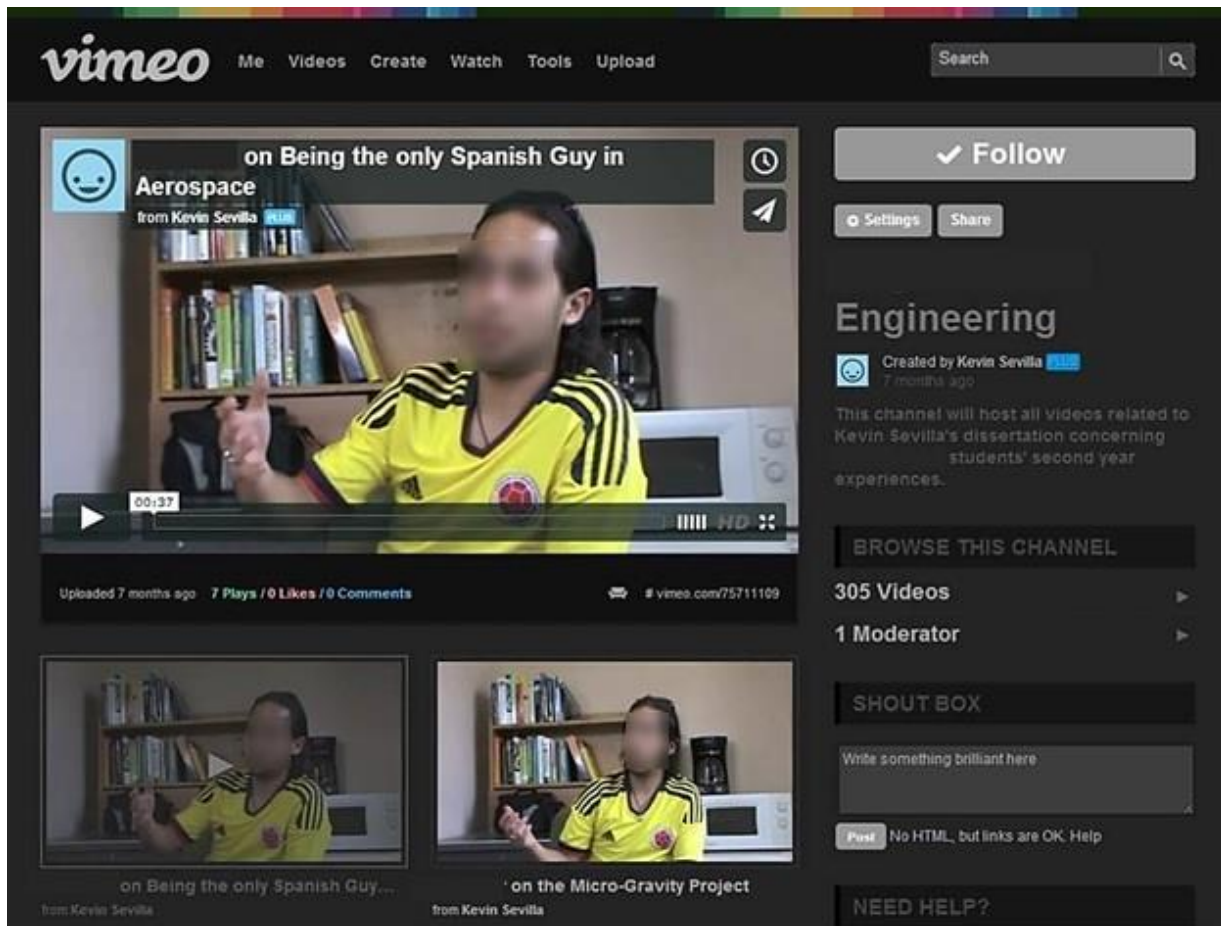 vimeo Me Videos Create Watch Tools Upload Search
on Being the only Spanish Guy in
Aerospace
from Kevin Sevilla PLUS
00:37
HD
Uploaded 7 months ago 7 Plays / 0 Likes / 0 Comments # vimeo.com/75711109
on Being the only Spanish Guy...
from Kevin Sevilla
on the Micro-Gravity Project
from Kevin Sevilla
Follow
Settings Share
Engineering
Created by Kevin Sevilla PLUS
7 months ago
This channel will host all videos related to
Kevin Sevilla's dissertation concerning
students' second year
experiences.
BROWSE THIS CHANNEL
305 Videos
1 Moderator
SHOUT BOX
Write something brilliant here
Post No HTML, but links are OK. Help
NEED HELP?